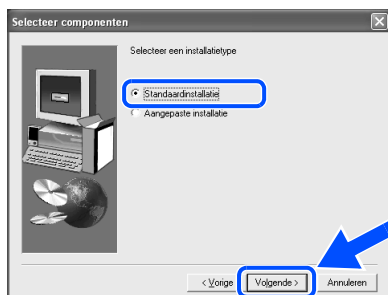 Selecteer componenten
Selecteer een installatietype
Standaardinstallatie
Aangepaste installatie
< Vorige Volgende > Annuleren